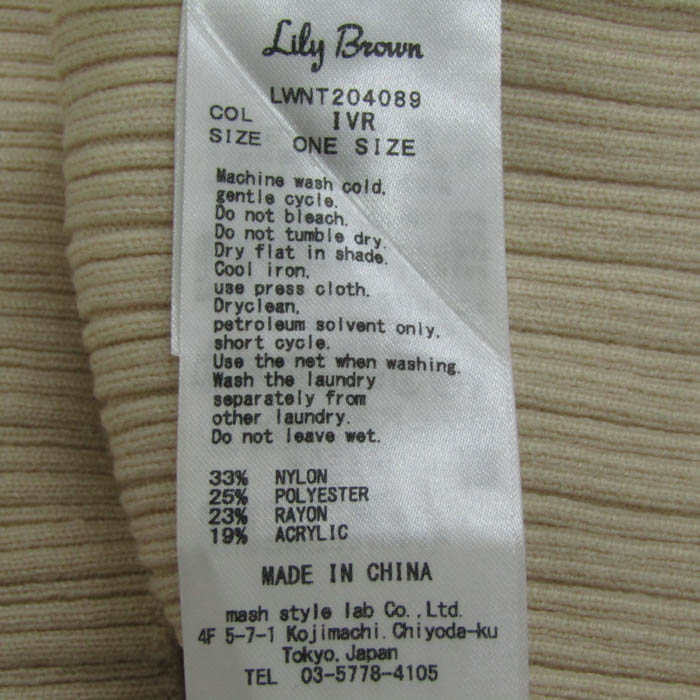 Lily Brown
LWNT204089
COL IVR
SIZE ONE SIZE
Machine wash cold,
gentle cycle.
Do not bleach.
Do not tumble dry.
Dry flat in shade.
Cool iron,
use press cloth.
Dryclean,
petroleum solvent only,
short cycle.
Use the net when washing.
Wash the laundry
separately from
other laundry.
Do not leave wet.
33% NYLON
25% POLYESTER
23% RAYON
19% ACRYLIC
MADE IN CHINA
mash style lab Co.,Ltd.
4F 5-7-1 Kojimachi.Chiyoda-ku
Tokyo.Japan
TEL 03-5778-4105